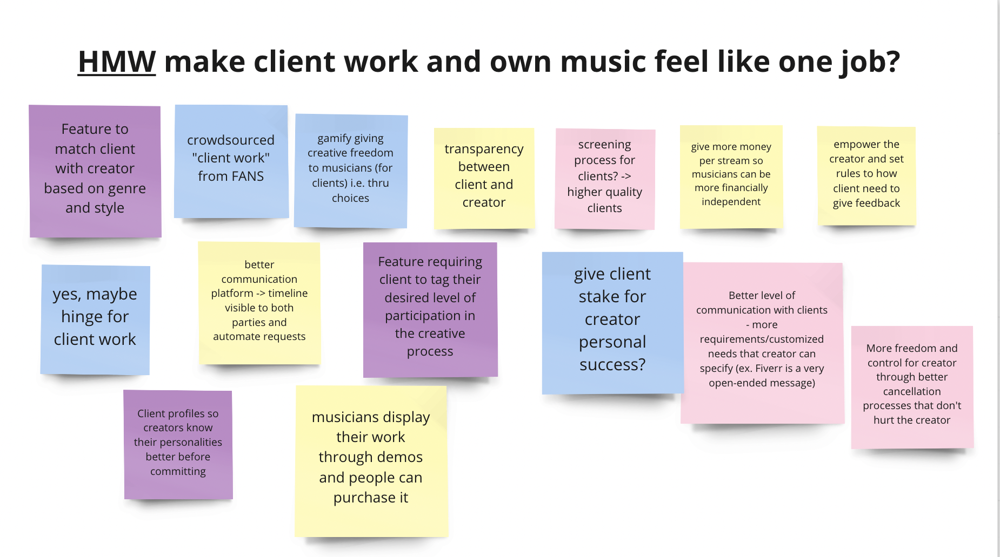 HMW make client work and own music feel like one job?
Feature to
match client
with creator
based on genre
and style
crowdsourced
"client work"
from FANS
gamify giving
creative freedom
to musicians (for
clients) i.e. thru
choices
transparency
between
client and
creator
screening
process for
clients? ->
higher quality
clients
give more money
per stream so
musicians can be
more financially
independent
empower the
creator and set
rules to how
client need to
give feedback
yes, maybe
hinge for
client work
better
communication
platform -> timeline
visible to both
parties and
automate requests
Feature requiring
client to tag their
desired level of
participation in
the creative
process
give client
stake for
creator
personal
success?
Better level of
communication with clients
- more
requirements/customized
needs that creator can
specify (ex. Fiverr is a very
open-ended message)
More freedom and
control for creator
through better
cancellation
processes that don't
hurt the creator
Client profiles so
creators know
their personalities
better before
committing
musicians display
their work
through demos
and people can
purchase it